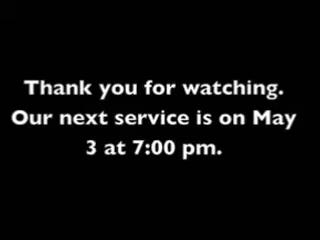 Thank you for watching.
Our next service is on May
3 at 7:00 pm.